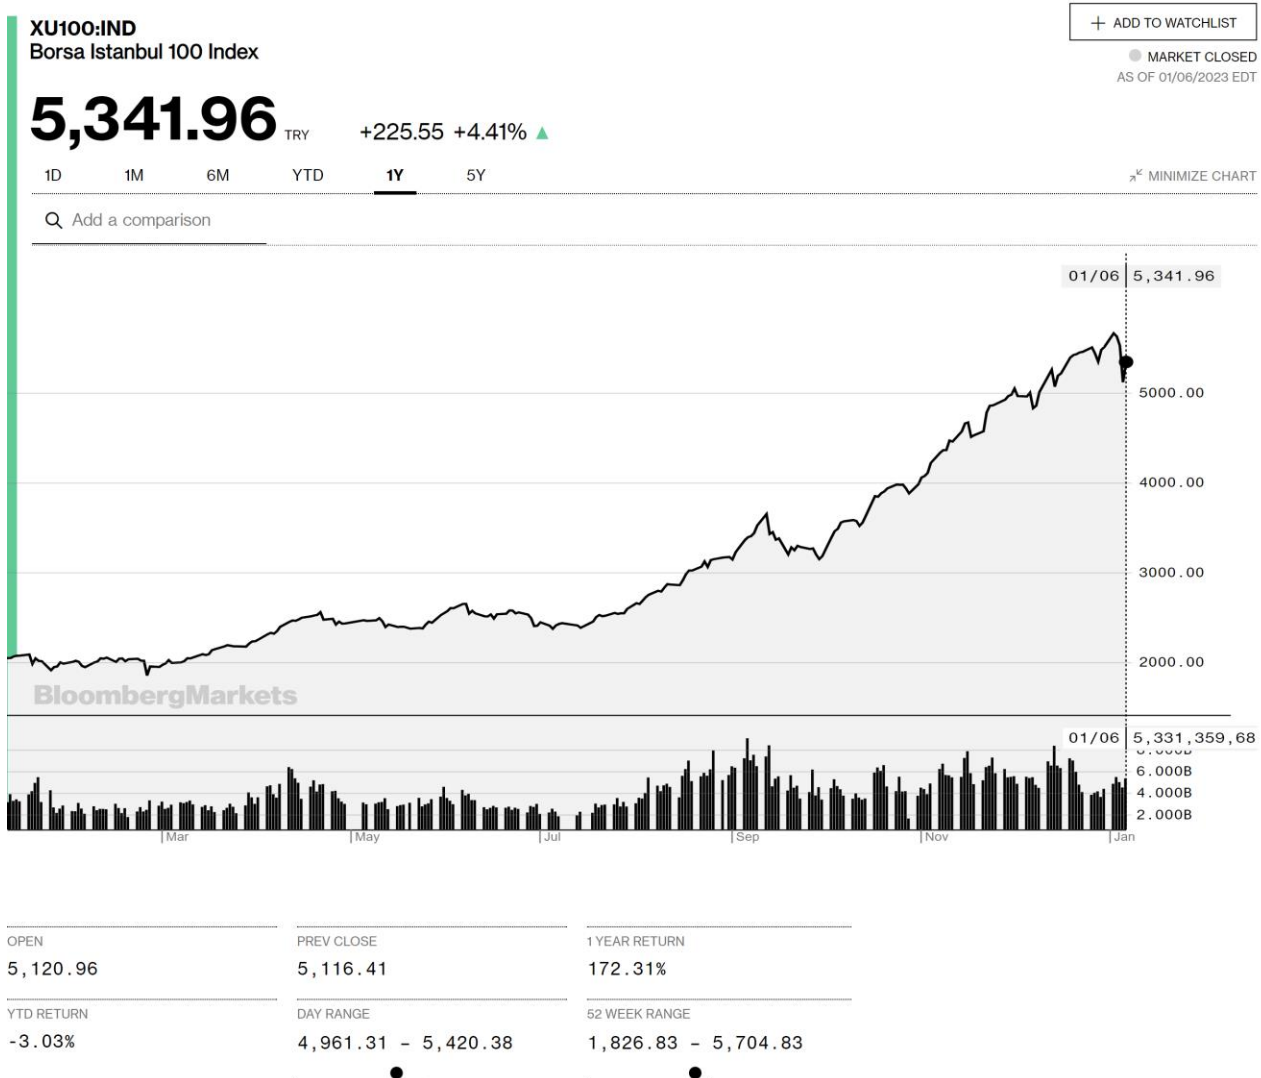 XU100:IND
Borsa Istanbul 100 Index
+ ADD TO WATCHLIST
MARKET CLOSED
AS OF 01/06/2023 EDT
5,341.96 TRY +225.55 +4.41%
1D 1M 6M YTD 1Y 5Y
MINIMIZE CHART
Add a comparison
01/06 5,341.96
5000.00
4000.00
3000.00
2000.00
BloombergMarkets
01/06 5,331,359,68
6.000B
4.000B
2.000B
Mar May Jul Sep Nov Jan
OPEN PREV CLOSE 1 YEAR RETURN
5,120.96 5,116.41 172.31%
YTD RETURN DAY RANGE 52 WEEK RANGE
-3.03% 4,961.31 – 5,420.38 1,826.83 – 5,704.83